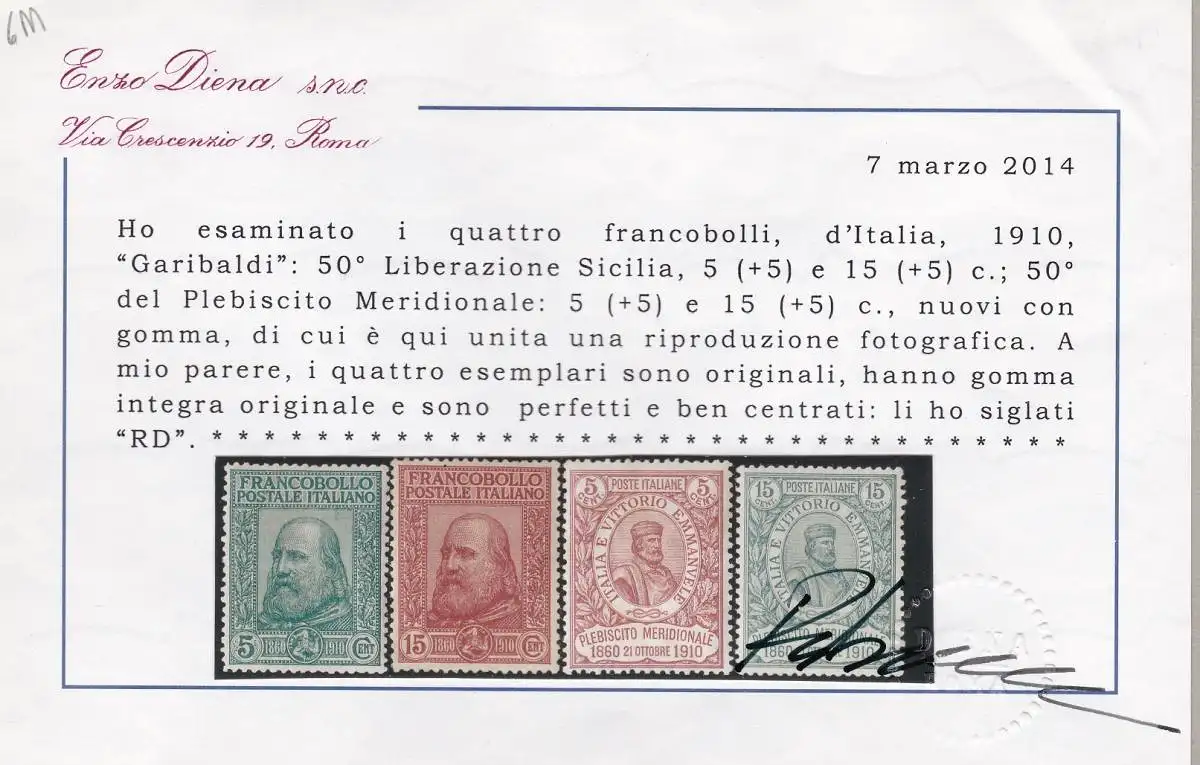 6M
Enzo Diena s.n.c.
Via Crescenzio 19, Roma
7 marzo 2014
Ho esaminato i quattro francobolli, d'Italia, 1910,
“Garibaldi”: 50° Liberazione Sicilia, 5 (+5) e 15 (+5) c.; 50°
del Plebiscito Meridionale: 5 (+5) e 15 (+5) c., nuovi con
gomma, di cui è qui unita una riproduzione fotografica. A
mio parere, i quattro esemplari sono originali, hanno gomma
integra originale e sono perfetti e ben centrati: li ho siglati
“RD”. * * * * * * * * * * * * * * * * * * * * * * * * * * * * * * * * *
FRANCOBOLLO
POSTALE ITALIANO
5 1860 1910 CENT
FRANCOBOLLO
POSTALE ITALIANO
15 1860 1910 CENT
5 CENT. POSTE ITALIANE 5 CENT.
ITALIA E VITTORIO EMMANUELE
PLEBISCITO MERIDIONALE
1860 21 OTTOBRE 1910
15 CENT. POSTE ITALIANE 15 CENT.
ITALIA E VITTORIO EMMANUELE
PLEBISCITO
1860 1910